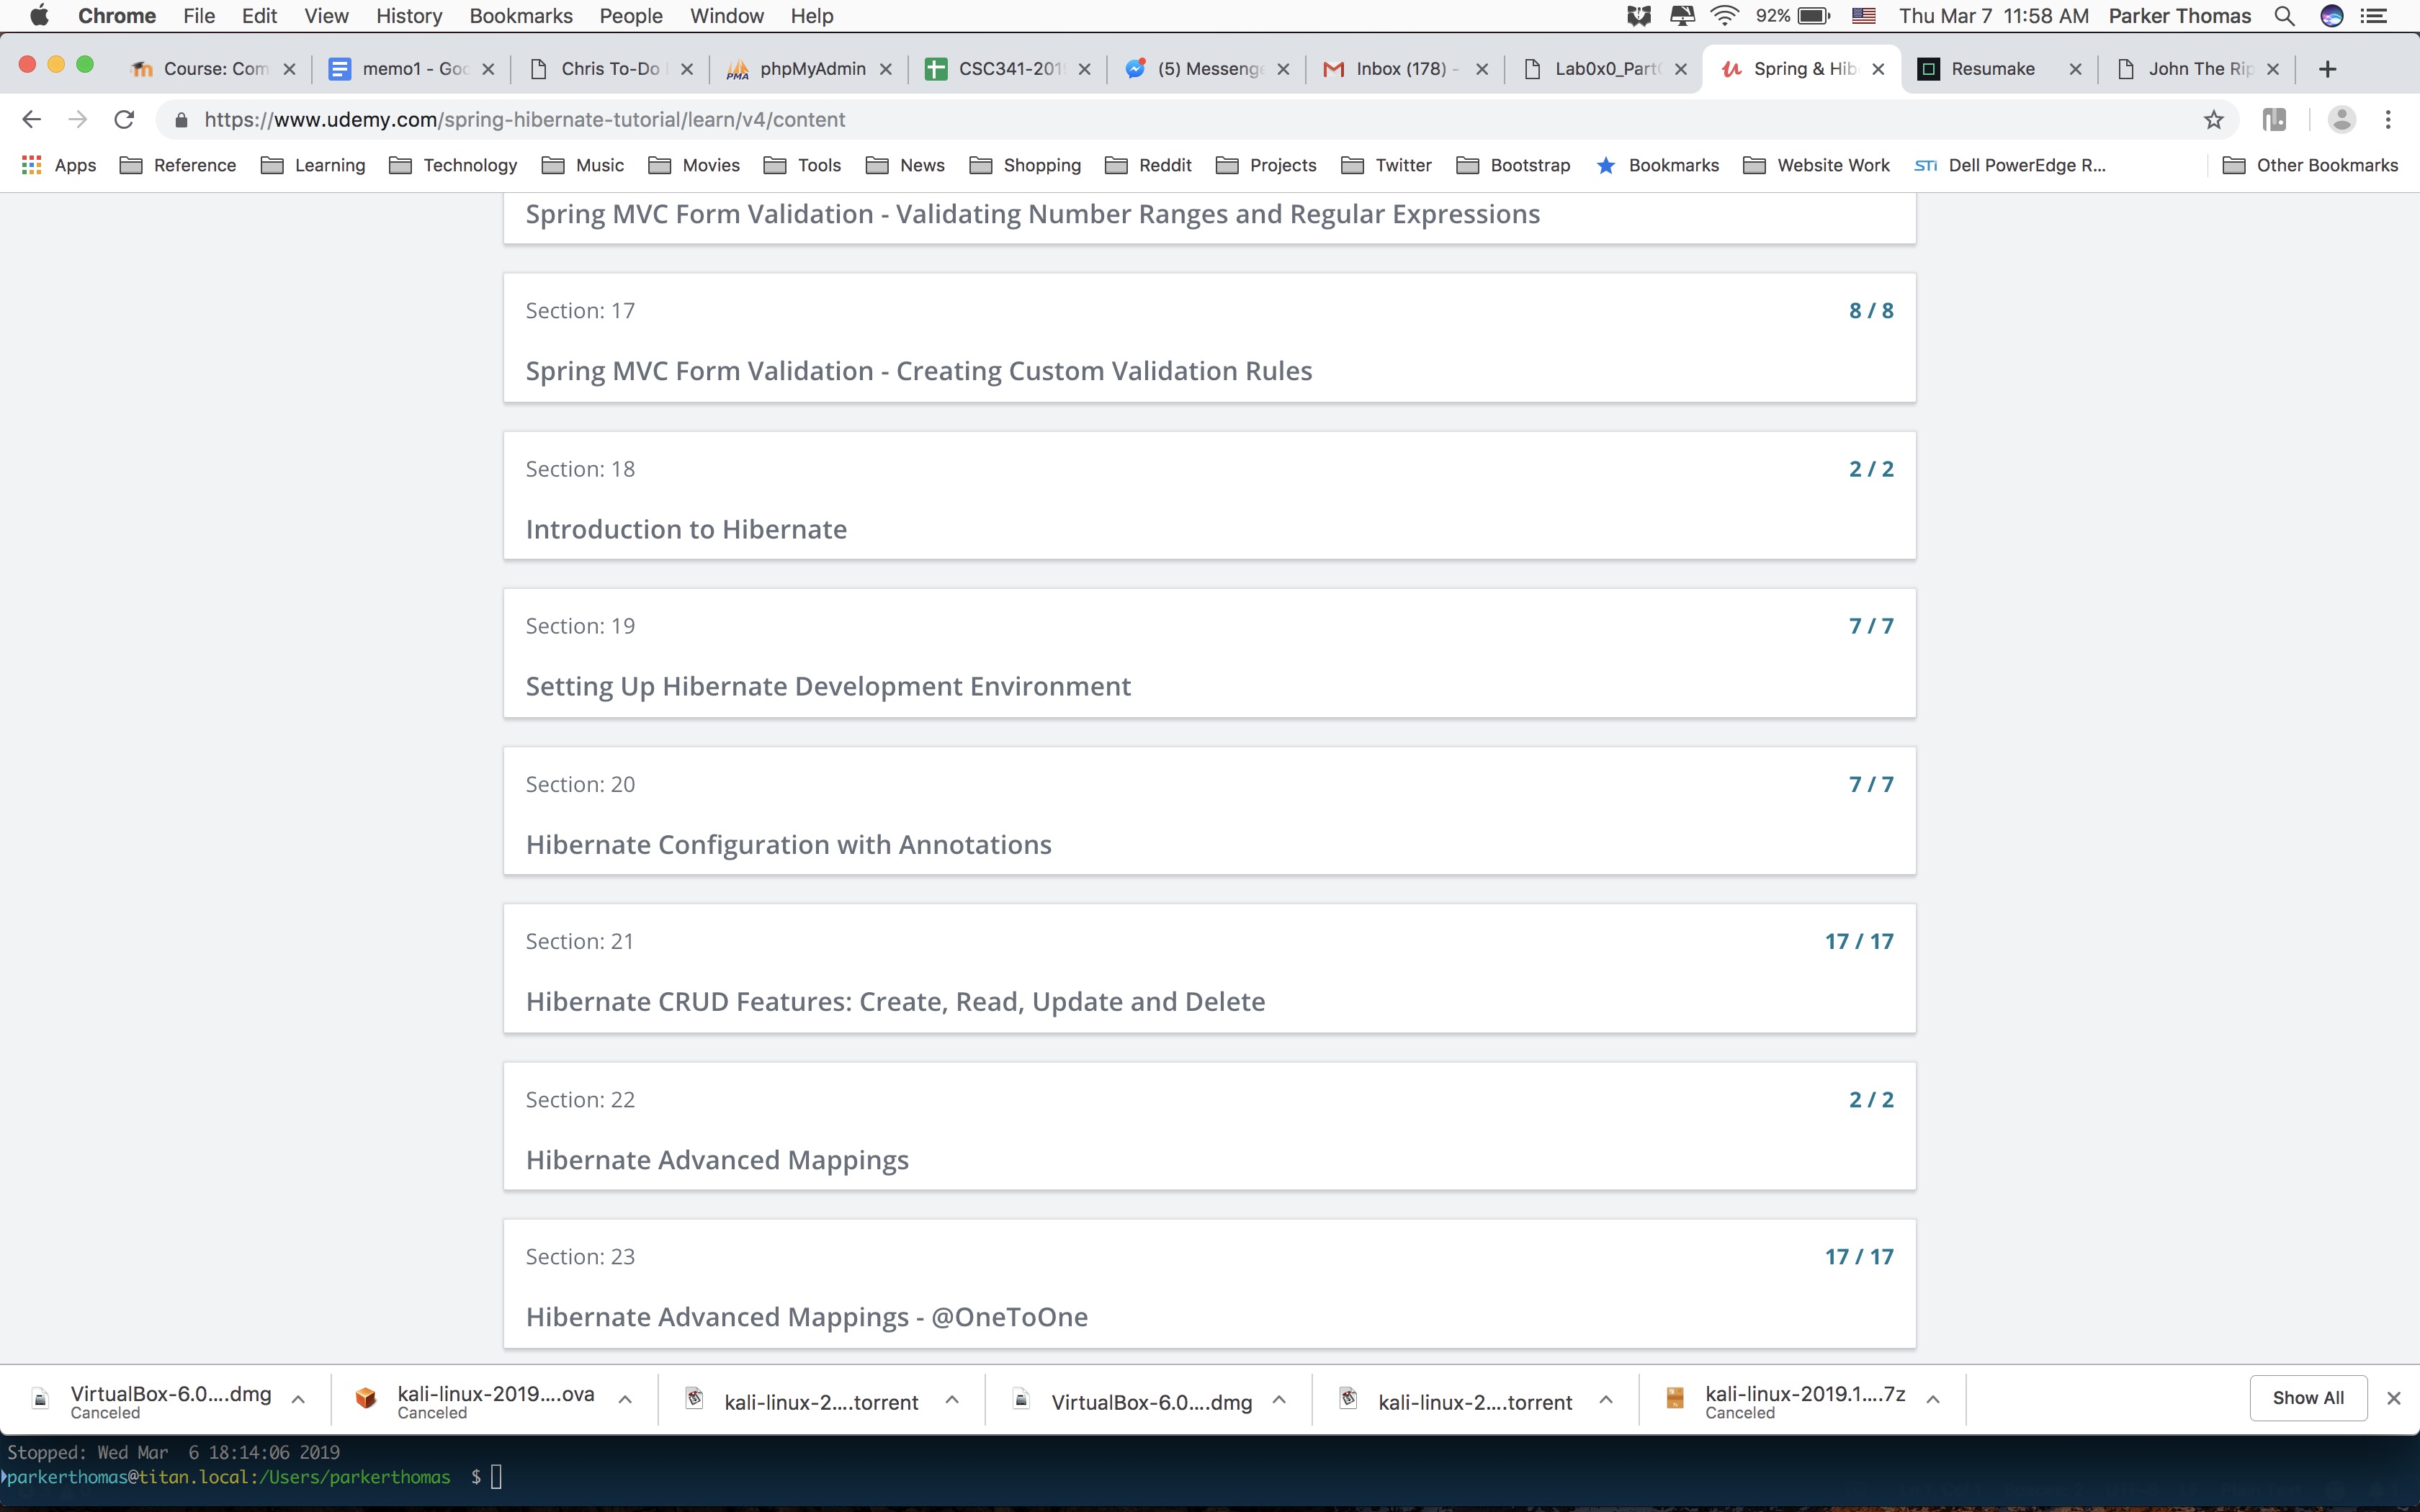 Chrome File Edit View History Bookmarks People Window Help 92% Thu Mar 7 11:58 AM Parker Thomas
Course: Com memo1 - Goo Chris To-Do PMA phpMyAdmin CSC341-201 (5) Messenge Inbox (178) - Lab0x0_Part Spring & Hib Resumake John The Rip
https://www.udemy.com/spring-hibernate-tutorial/learn/v4/content
Apps Reference Learning Technology Music Movies Tools News Shopping Reddit Projects Twitter Bootstrap Bookmarks Website Work STi Dell PowerEdge R... Other Bookmarks
Spring MVC Form Validation - Validating Number Ranges and Regular Expressions
Section: 17 8 / 8
Spring MVC Form Validation - Creating Custom Validation Rules
Section: 18 2 / 2
Introduction to Hibernate
Section: 19 7 / 7
Setting Up Hibernate Development Environment
Section: 20 7 / 7
Hibernate Configuration with Annotations
Section: 21 17 / 17
Hibernate CRUD Features: Create, Read, Update and Delete
Section: 22 2 / 2
Hibernate Advanced Mappings
Section: 23 17 / 17
Hibernate Advanced Mappings - @OneToOne
VirtualBox-6.0....dmg kali-linux-2019....ova kali-linux-2....torrent VirtualBox-6.0....dmg kali-linux-2....torrent kali-linux-2019.1....7z Show All
Canceled Canceled Canceled
Stopped: Wed Mar  6 18:14:06 2019
parkerthomas@titan.local:/Users/parkerthomas $